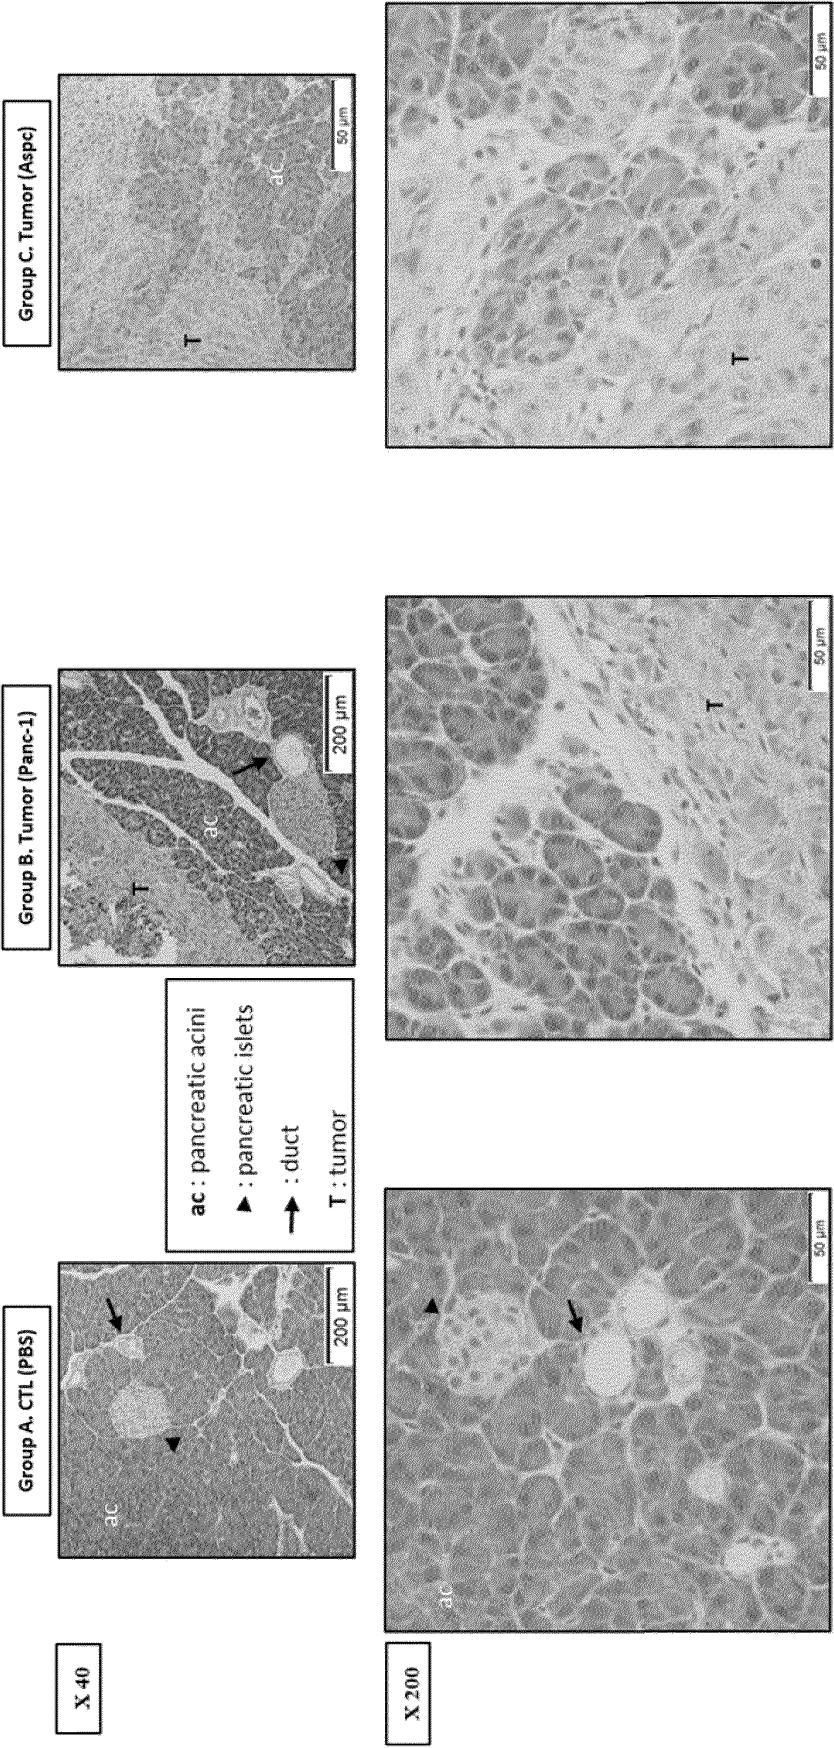 Group A. CTL (PBS)
Group B. Tumor (Panc-1)
Group C. Tumor (Aspc)
X 40
ac
200 µm
ac : pancreatic acini
: pancreatic islets
: duct
T : tumor
T
ac
200 µm
T
ac
50 µm
X 200
ac
50 µm
T
50 µm
T
50 µm